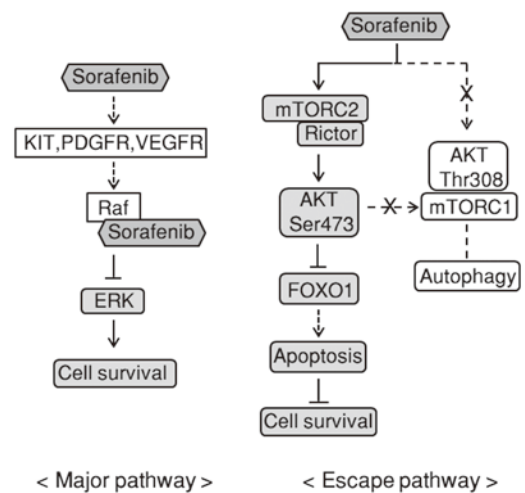 Sorafenib
KIT,PDGFR,VEGFR
Raf
Sorafenib
ERK
Cell survival
< Major pathway >
Sorafenib
mTORC2
Rictor
X
AKT
Thr308
mTORC1
AKT
Ser473
X
Autophagy
FOXO1
Apoptosis
Cell survival
< Escape pathway >